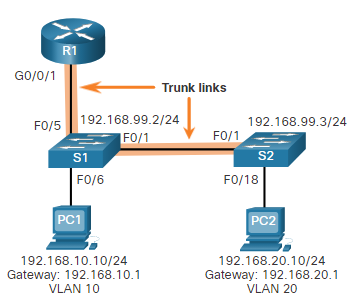 R1
G0/0/1
Trunk links
F0/5
192.168.99.2/24
192.168.99.3/24
F0/1
F0/1
S1
S2
F0/6
F0/18
PC1
PC2
192.168.10.10/24
Gateway: 192.168.10.1
VLAN 10
192.168.20.10/24
Gateway: 192.168.20.1
VLAN 20